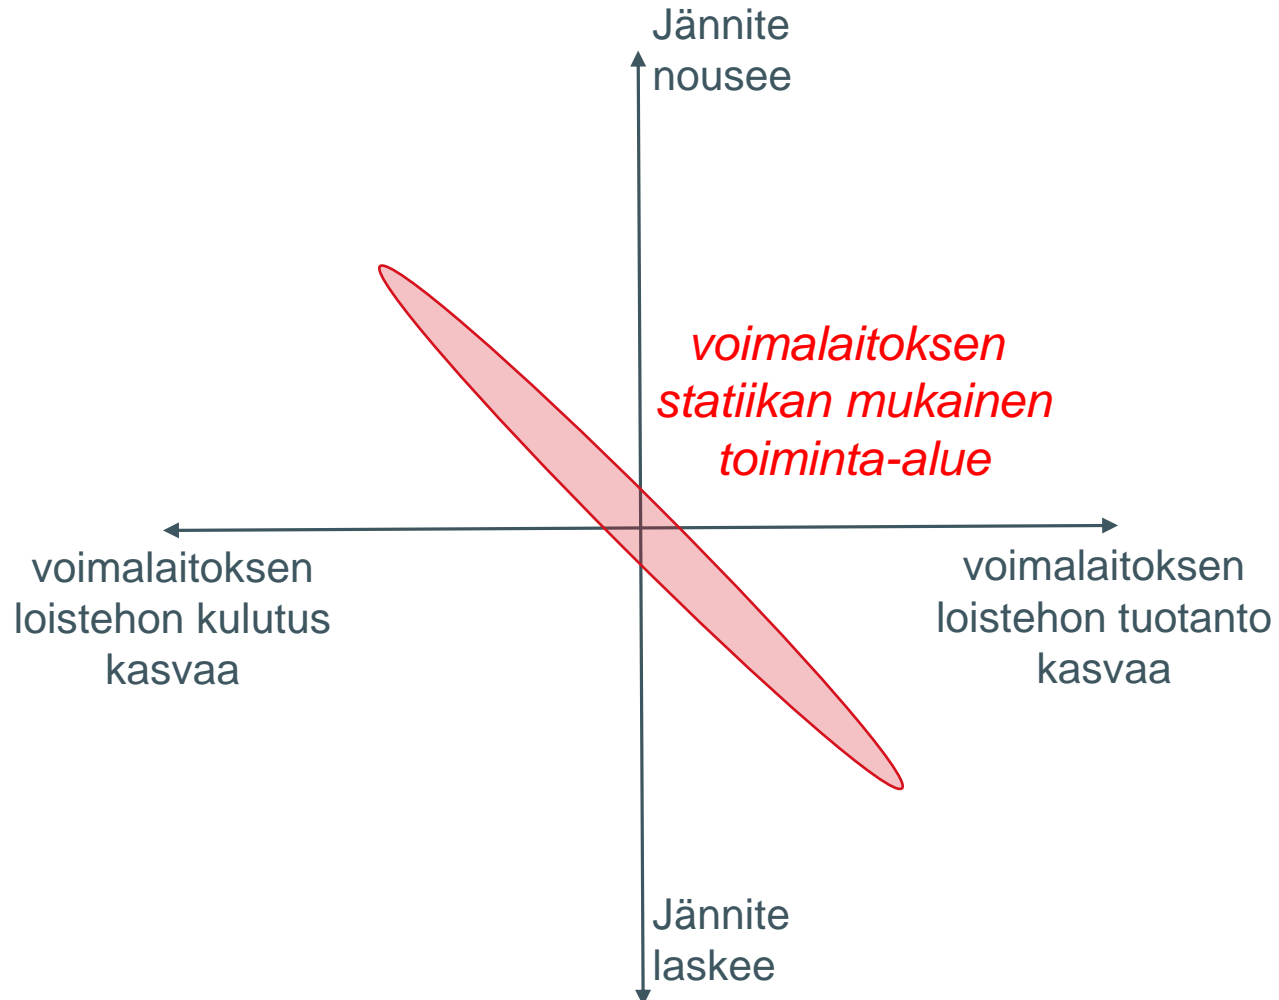 Jännite
nousee
voimalaitoksen
statiikan mukainen
toiminta-alue
voimalaitoksen
loistehon kulutus
kasvaa
voimalaitoksen
loistehon tuotanto
kasvaa
Jännite
laskee